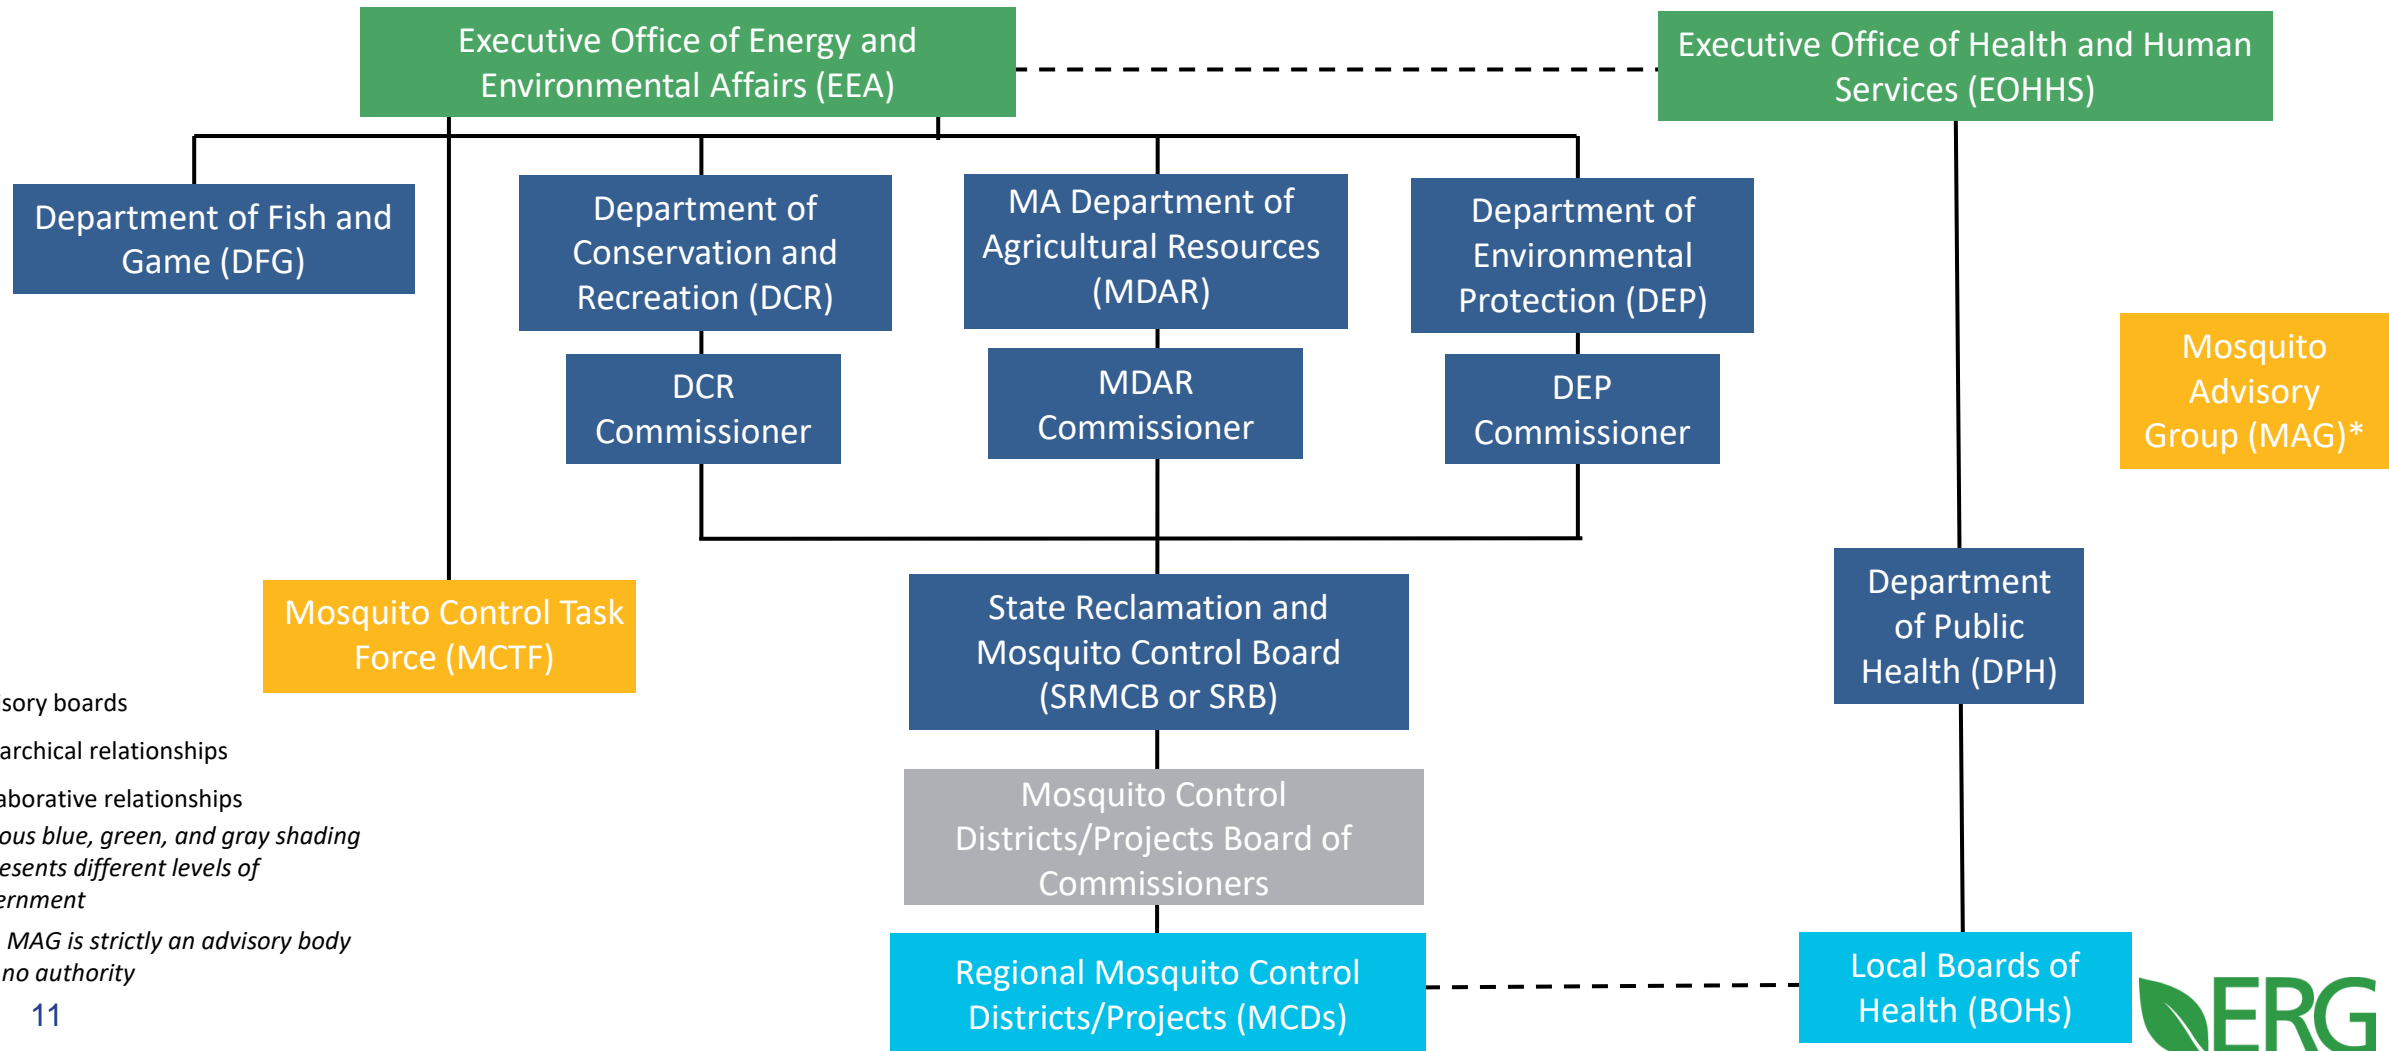 Executive Office of Energy and
Environmental Affairs (EEA)
Executive Office of Health and Human
Services (EOHHS)
Department of Fish and
Game (DFG)
Department of
Conservation and
Recreation (DCR)
MA Department of
Agricultural Resources
(MDAR)
Department of
Environmental
Protection (DEP)
Mosquito
Advisory
Group (MAG)*
DCR
Commissioner
MDAR
Commissioner
DEP
Commissioner
Mosquito Control Task
Force (MCTF)
State Reclamation and
Mosquito Control Board
(SRMCB or SRB)
Department
of Public
Health (DPH)
Mosquito Control
Districts/Projects Board of
Commissioners
Regional Mosquito Control
Districts/Projects (MCDs)
Local Boards of
Health (BOHs)
isory boards
archical relationships
aborative relationships
ous blue, green, and gray shading
esents different levels of
ernment
MAG is strictly an advisory body
no authority
11
ERG